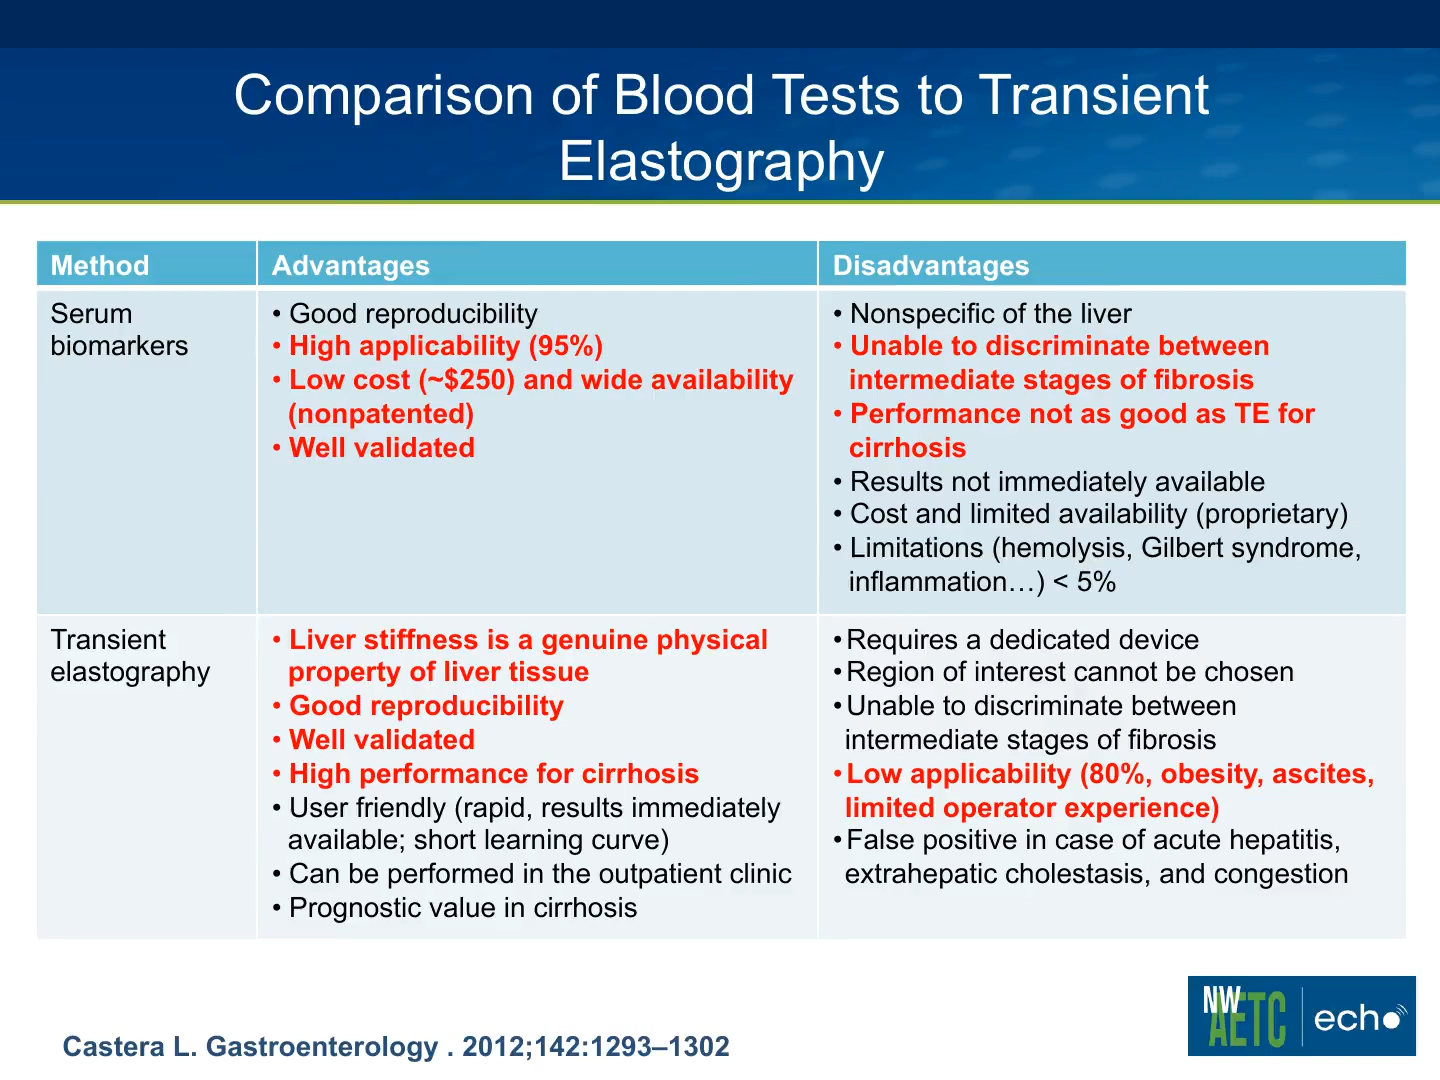 Comparison of Blood Tests to Transient
Elastography
Method
Advantages
Disadvantages
Serum
biomarkers
• Good reproducibility
• High applicability (95%)
• Low cost (~$250) and wide availability
(nonpatented)
• Well validated
• Nonspecific of the liver
• Unable to discriminate between
intermediate stages of fibrosis
• Performance not as good as TE for
cirrhosis
• Results not immediately available
• Cost and limited availability (proprietary)
• Limitations (hemolysis, Gilbert syndrome,
inflammation…) < 5%
Transient
elastography
• Liver stiffness is a genuine physical
property of liver tissue
• Good reproducibility
• Well validated
• High performance for cirrhosis
• User friendly (rapid, results immediately
available; short learning curve)
• Can be performed in the outpatient clinic
• Prognostic value in cirrhosis
• Requires a dedicated device
• Region of interest cannot be chosen
• Unable to discriminate between
intermediate stages of fibrosis
• Low applicability (80%, obesity, ascites,
limited operator experience)
• False positive in case of acute hepatitis,
extrahepatic cholestasis, and congestion
NW
AETC
echo
Castera L. Gastroenterology . 2012;142:1293–1302